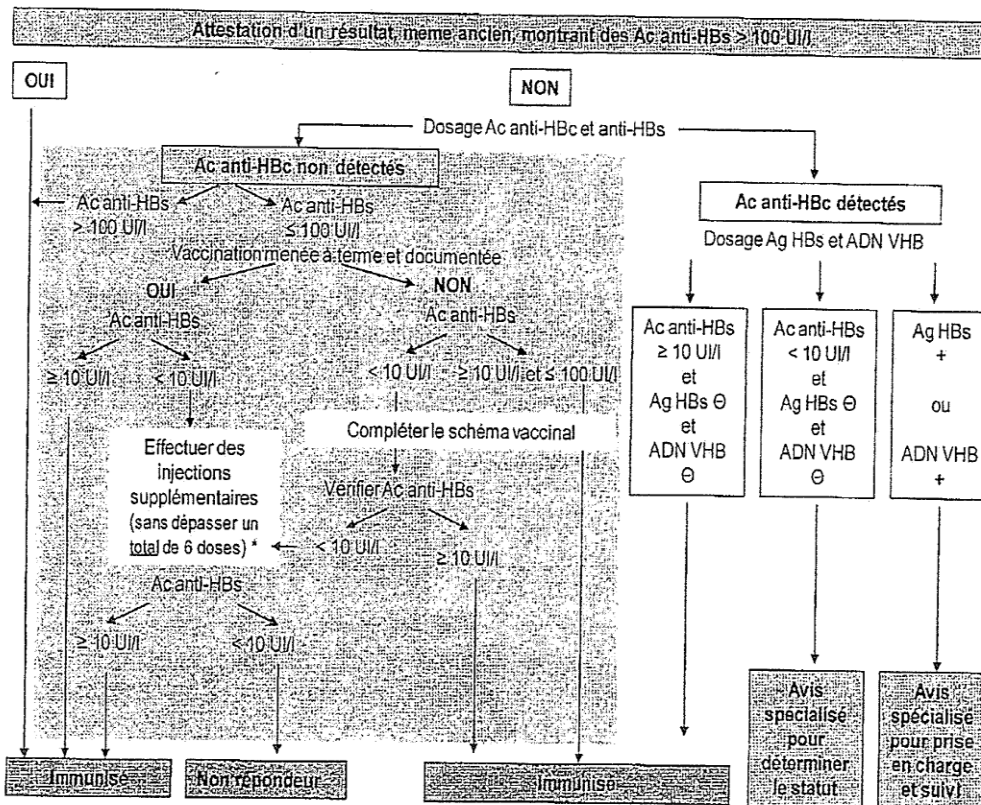 Attestation d'un résultat, même ancien, montrant des Ac anti-HBs > 100 UI/l
OUI
NON
Dosage Ac anti-HBc et anti-HBs
Ac anti-HBc non détectés
Ac anti-HBs
> 100 UI/l
Ac anti-HBs
≤ 100 UI/l
Vaccination menée à terme et documentée
OUI
Ac anti-HBs
NON
Ac anti-HBs
≥ 10 UI/l
< 10 UI/l
< 10 UI/l
≥ 10 UI/l et ≤ 100 UI/l
Effectuer des
injections
supplémentaires
(sans dépasser un
total de 6 doses) *
Compléter le schéma vaccinal
Vérifier Ac anti-HBs
< 10 UI/l
≥ 10 UI/l
Ac anti-HBs
≥ 10 UI/l
< 10 UI/l
Ac anti-HBc détectés
Dosage Ag HBs et ADN VHB
Ac anti-HBs
≥ 10 UI/l
et
Ag HBs Θ
et
ADN VHB
Θ
Ac anti-HBs
< 10 UI/l
et
Ag HBs Θ
et
ADN VHB
Θ
Ag HBs
+
ou
ADN VHB
+
Immunisé
Non répondeur
Immunisé
Avis
spécialisé
pour
déterminer
le statut
Avis
spécialisé
pour prise
en charge
et suivi